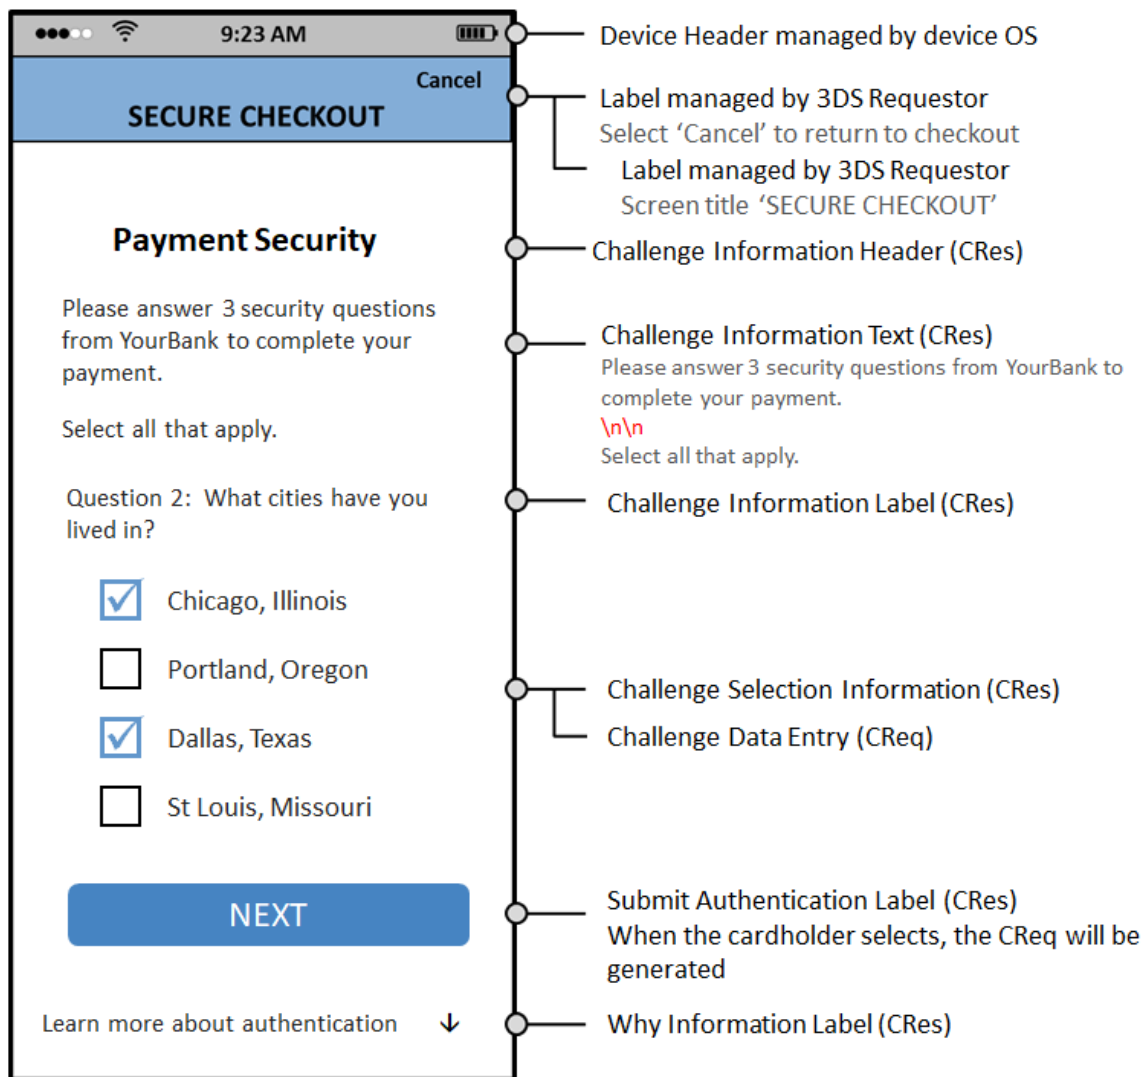 9:23 AM
Cancel
SECURE CHECKOUT
Payment Security
Please answer 3 security questions
from YourBank to complete your
payment.
Select all that apply.
Question 2: What cities have you
lived in?
Chicago, Illinois
Portland, Oregon
Dallas, Texas
St Louis, Missouri
NEXT
Learn more about authentication
Device Header managed by device OS
Label managed by 3DS Requestor
Select ‘Cancel’ to return to checkout
Label managed by 3DS Requestor
Screen title ‘SECURE CHECKOUT’
Challenge Information Header (CRes)
Challenge Information Text (CRes)
Please answer 3 security questions from YourBank to
complete your payment.
\n\n
Select all that apply.
Challenge Information Label (CRes)
Challenge Selection Information (CRes)
Challenge Data Entry (CReq)
Submit Authentication Label (CRes)
When the cardholder selects, the CReq will be
generated
Why Information Label (CRes)